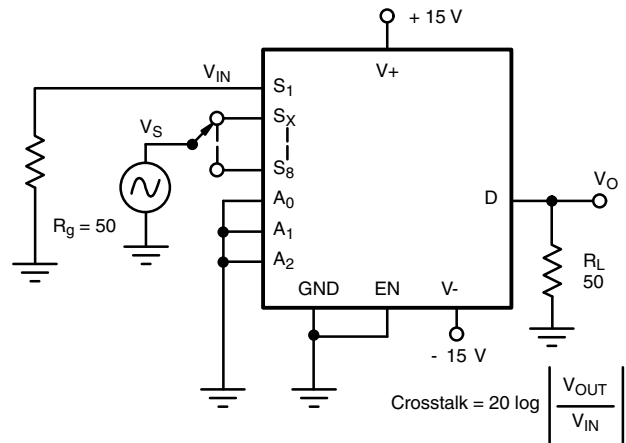 + 15 V
V+
V_IN
S_1
S_X
V_S
S_8
R_g = 50
A_0
A_1
A_2
D
V_O
R_L
50
GND
EN
V-
- 15 V
Crosstalk = 20 log | V_OUT / V_IN |